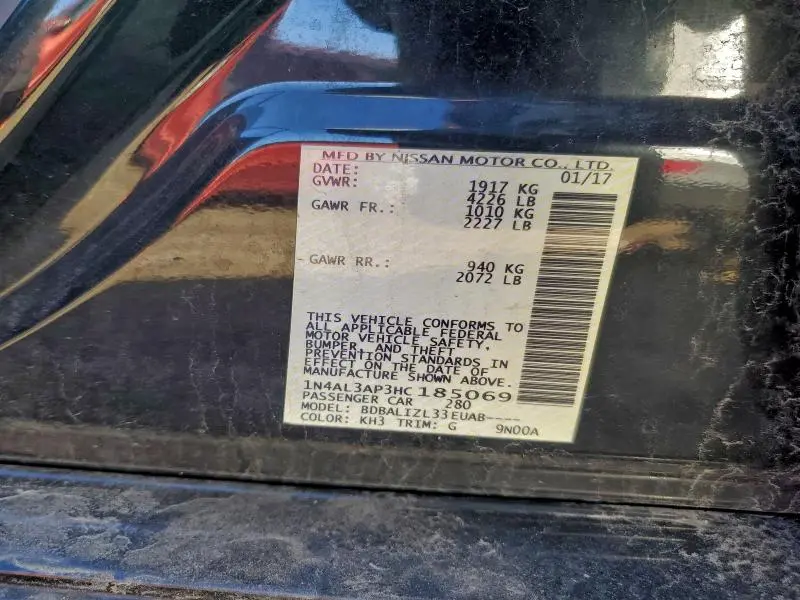 MFD BY NISSAN MOTOR CO., LTD.
DATE: 01/17
GVWR: 1917 KG
4226 LB
GAWR FR.: 1010 KG
2227 LB
GAWR RR.: 940 KG
2072 LB
THIS VEHICLE CONFORMS TO
ALL APPLICABLE FEDERAL
MOTOR VEHICLE SAFETY,
BUMPER, AND THEFT
PREVENTION STANDARDS IN
EFFECT ON THE DATE OF
MANUFACTURE SHOWN ABOVE.
1N4AL3AP3HC185069
PASSENGER CAR 280
MODEL: BDBALIZL33EUAB----
COLOR: KH3 TRIM: G 9N00A